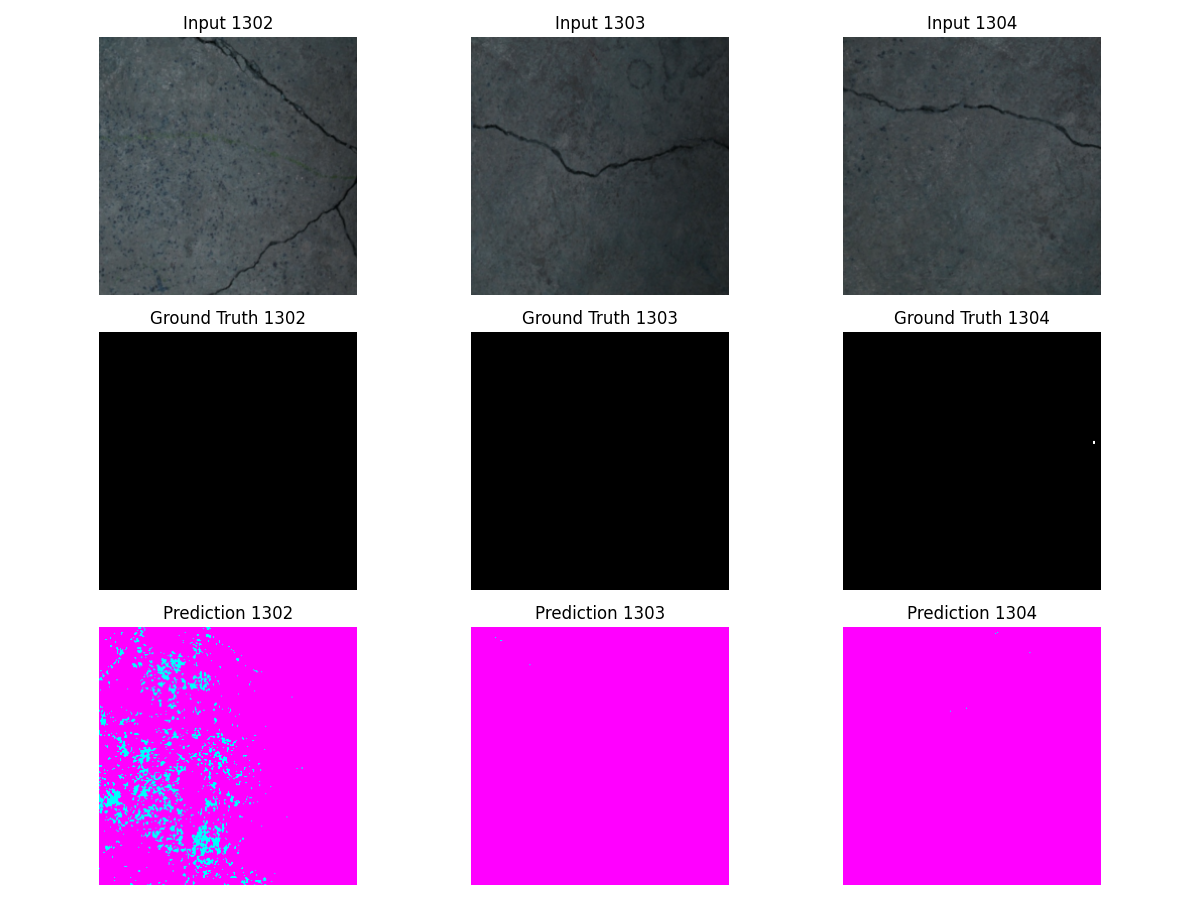 Input 1302
Input 1303
Input 1304
Ground Truth 1302
Ground Truth 1303
Ground Truth 1304
Prediction 1302
Prediction 1303
Prediction 1304